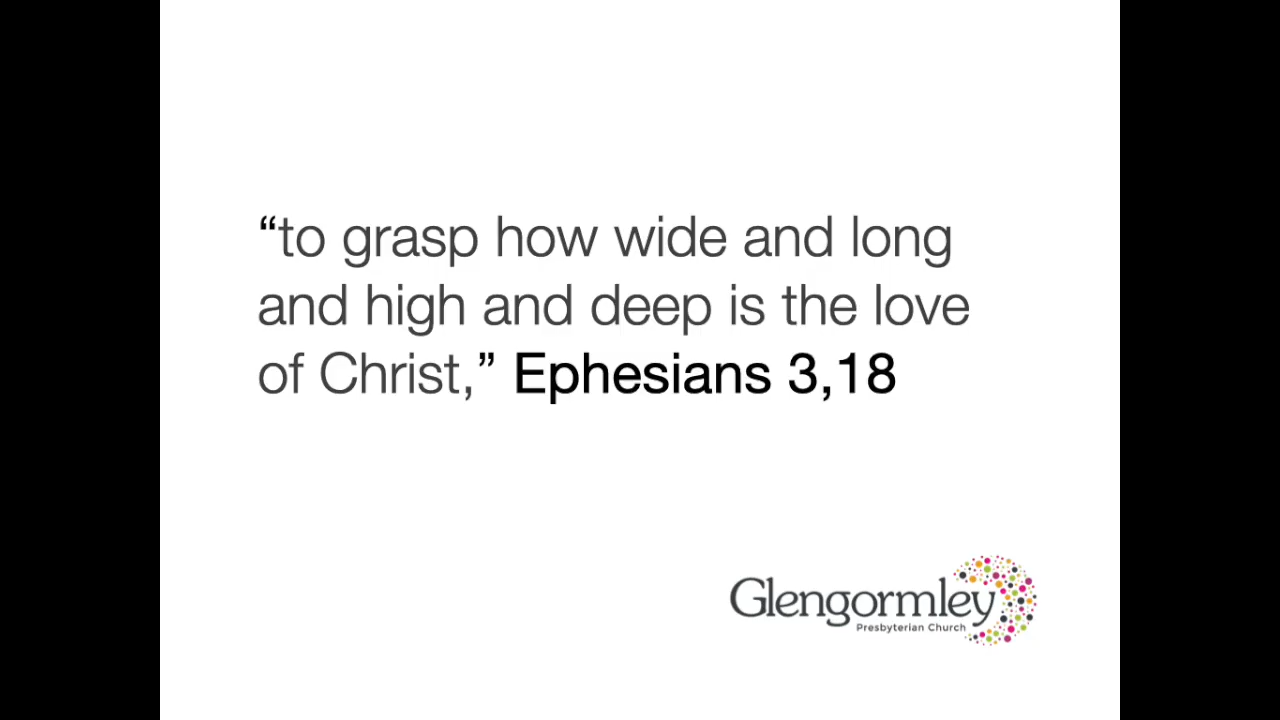 “to grasp how wide and long
and high and deep is the love
of Christ,” Ephesians 3,18
Glengormley
Presbyterian Church